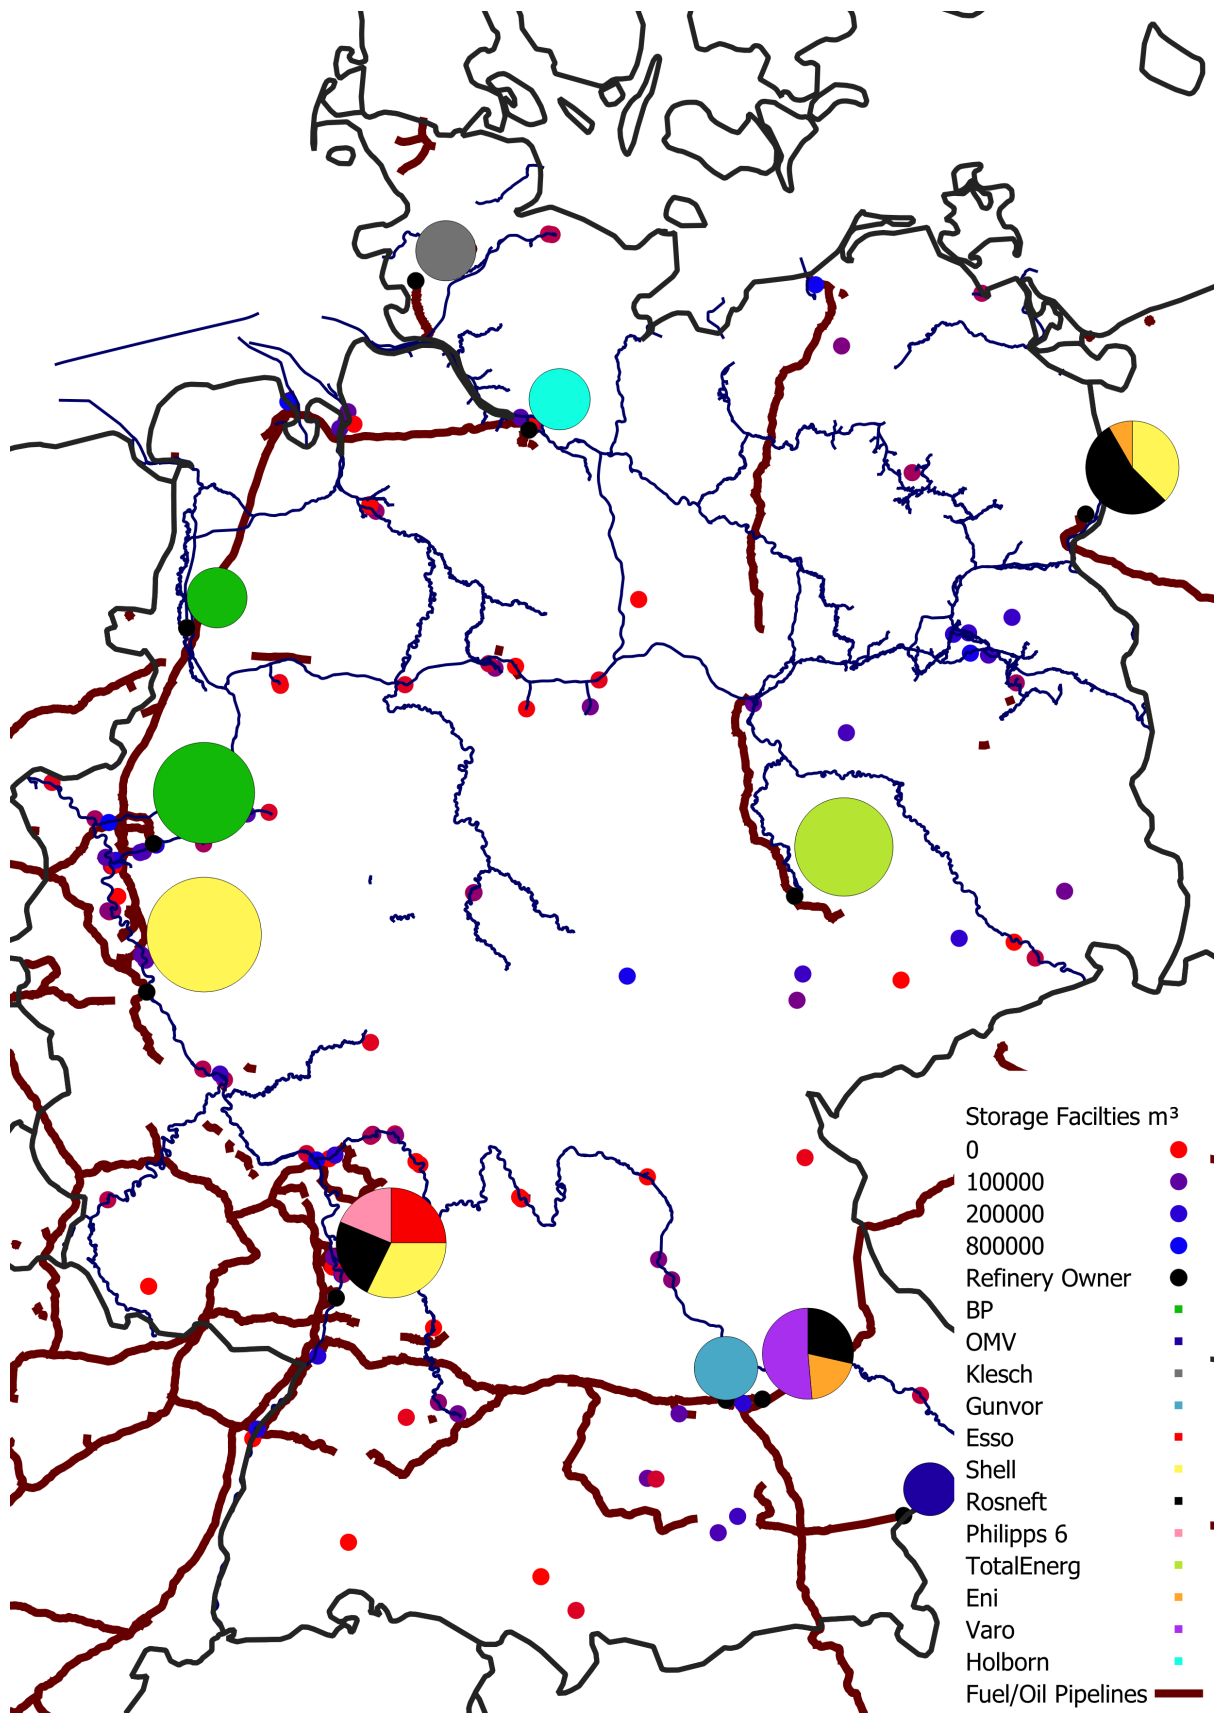 Storage Facilties m³
0
100000
200000
800000
Refinery Owner
BP
OMV
Klesch
Gunvor
Esso
Shell
Rosneft
Philipps 6
TotalEnerg
Eni
Varo
Holborn
Fuel/Oil Pipelines